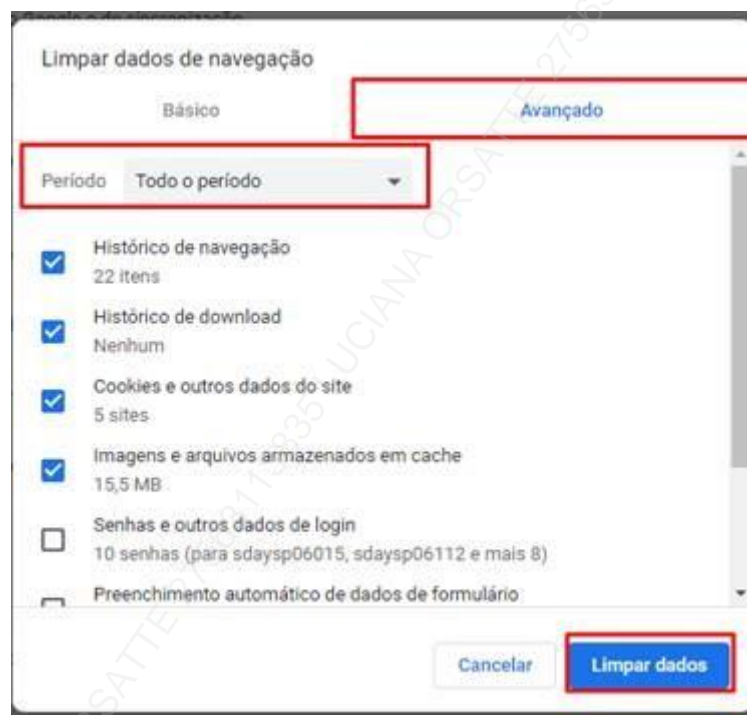 Limpar dados de navegação
Básico
Avançado
Período Todo o período
Histórico de navegação
22 itens
Histórico de download
Nenhum
Cookies e outros dados do site
5 sites
Imagens e arquivos armazenados em cache
15,5 MB
Senhas e outros dados de login
10 senhas (para sdaysp06015, sdaysp06112 e mais 8)
Preenchimento automático de dados de formulário
Cancelar
Limpar dados